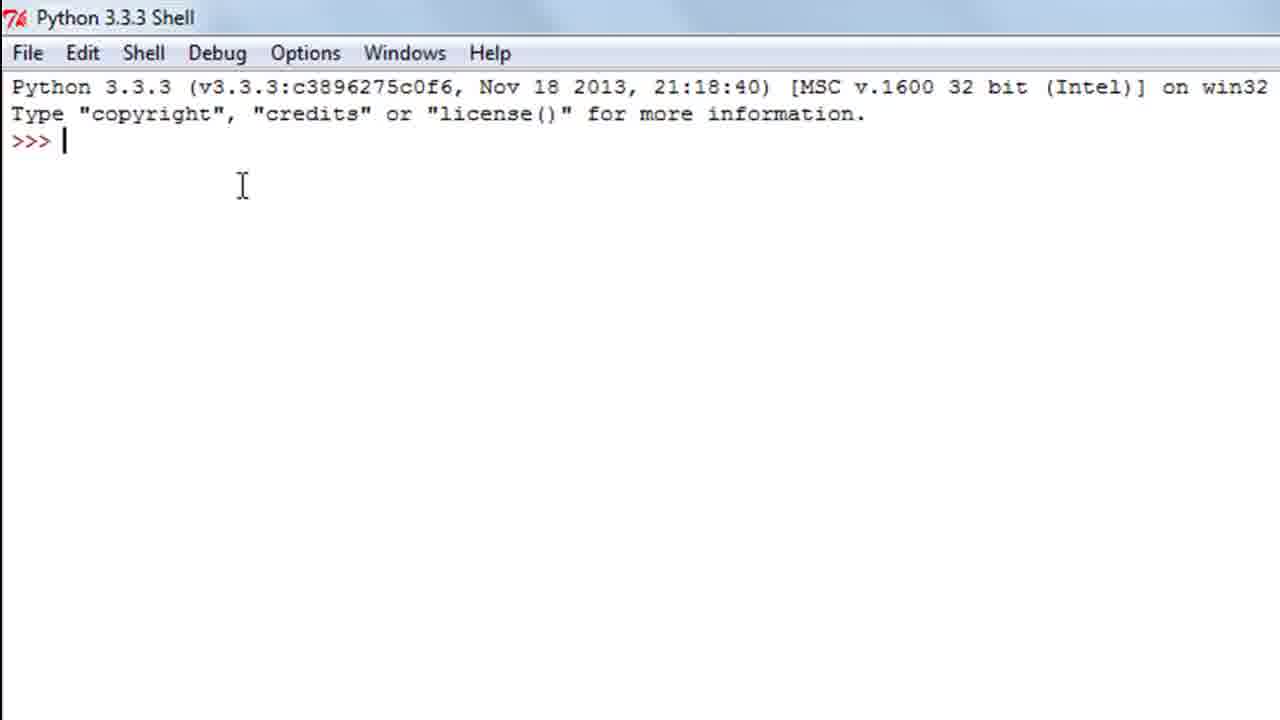 Python 3.3.3 Shell
File Edit Shell Debug Options Windows Help
Python 3.3.3 (v3.3.3:c3896275c0f6, Nov 18 2013, 21:18:40) [MSC v.1600 32 bit (Intel)] on win32
Type "copyright", "credits" or "license()" for more information.
>>>